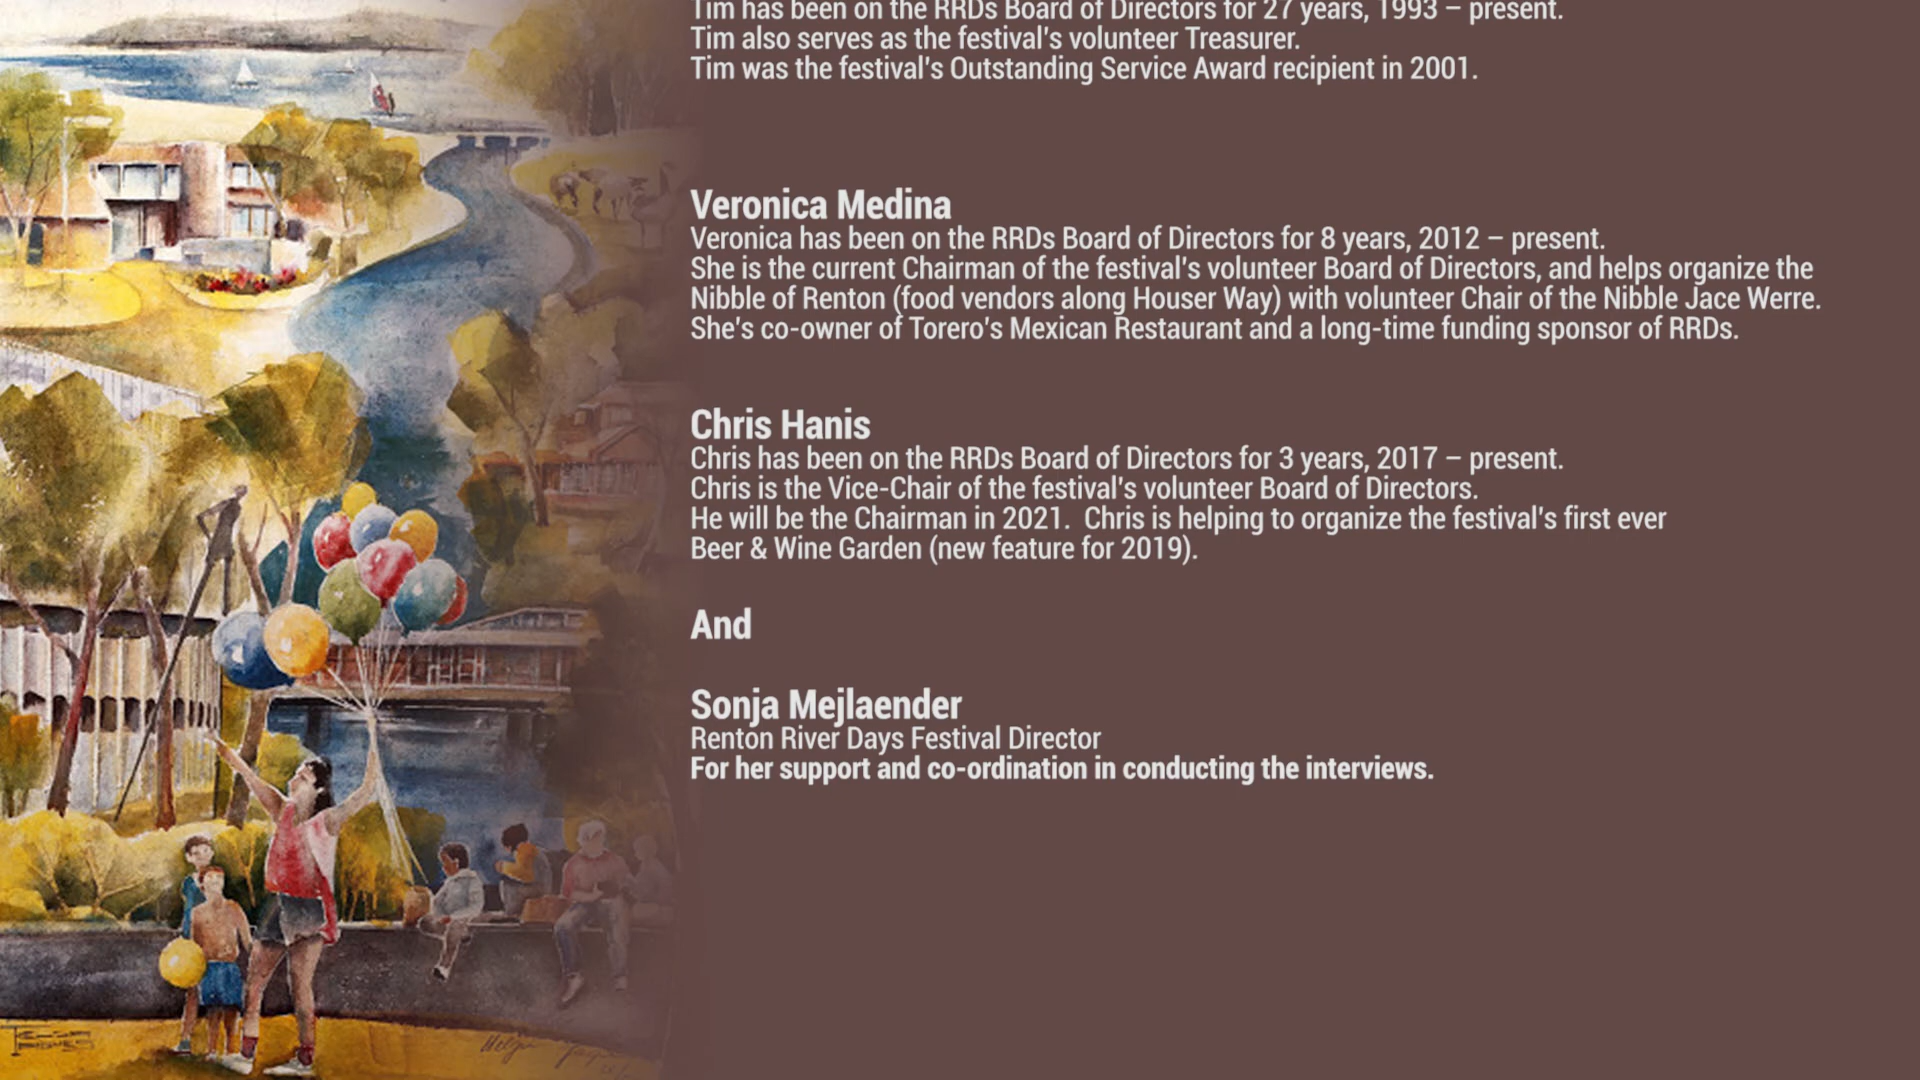 Tim has been on the RRDs Board of Directors for 27 years, 1993 – present.
Tim also serves as the festival's volunteer Treasurer.
Tim was the festival's Outstanding Service Award recipient in 2001.
Veronica Medina
Veronica has been on the RRDs Board of Directors for 8 years, 2012 – present.
She is the current Chairman of the festival's volunteer Board of Directors, and helps organize the
Nibble of Renton (food vendors along Houser Way) with volunteer Chair of the Nibble Jace Werre.
She's co-owner of Torero's Mexican Restaurant and a long-time funding sponsor of RRDs.
Chris Hanis
Chris has been on the RRDs Board of Directors for 3 years, 2017 – present.
Chris is the Vice-Chair of the festival's volunteer Board of Directors.
He will be the Chairman in 2021.  Chris is helping to organize the festival's first ever
Beer & Wine Garden (new feature for 2019).
And
Sonja Mejlaender
Renton River Days Festival Director
For her support and co-ordination in conducting the interviews.